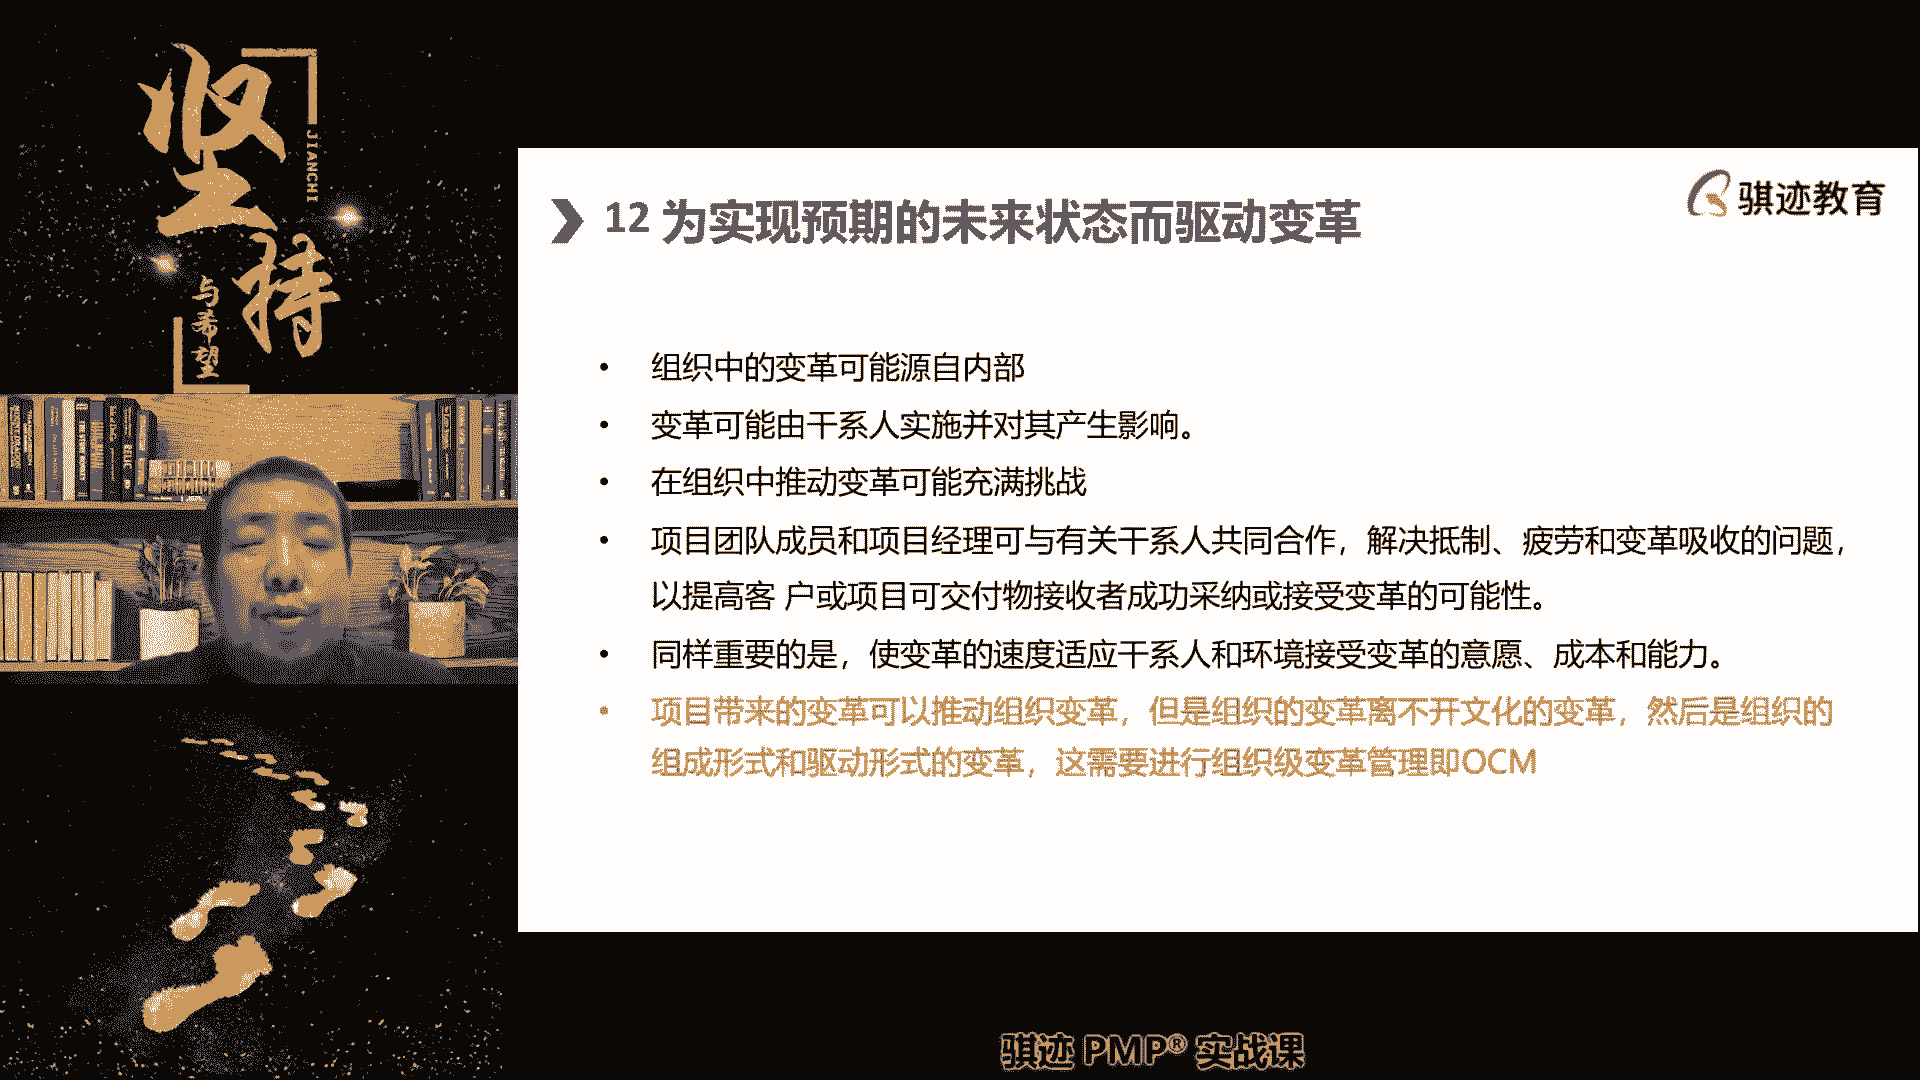 坚持
JIANCHI
与希望
骐迹教育
12 为实现预期的未来状态而驱动变革
• 组织中的变革可能源自内部
• 变革可能由干系人实施并对其产生影响。
• 在组织中推动变革可能充满挑战
• 项目团队成员和项目经理可与有关干系人共同合作，解决抵制、疲劳和变革吸收的问题，
以提高客 户或项目可交付物接收者成功采纳或接受变革的可能性。
• 同样重要的是，使变革的速度适应干系人和环境接受变革的意愿、成本和能力。
• 项目带来的变革可以推动组织变革，但是组织的变革离不开文化的变革，然后是组织的
组成形式和驱动形式的变革，这需要进行组织级变革管理即OCM
骐迹 PMP® 实战课